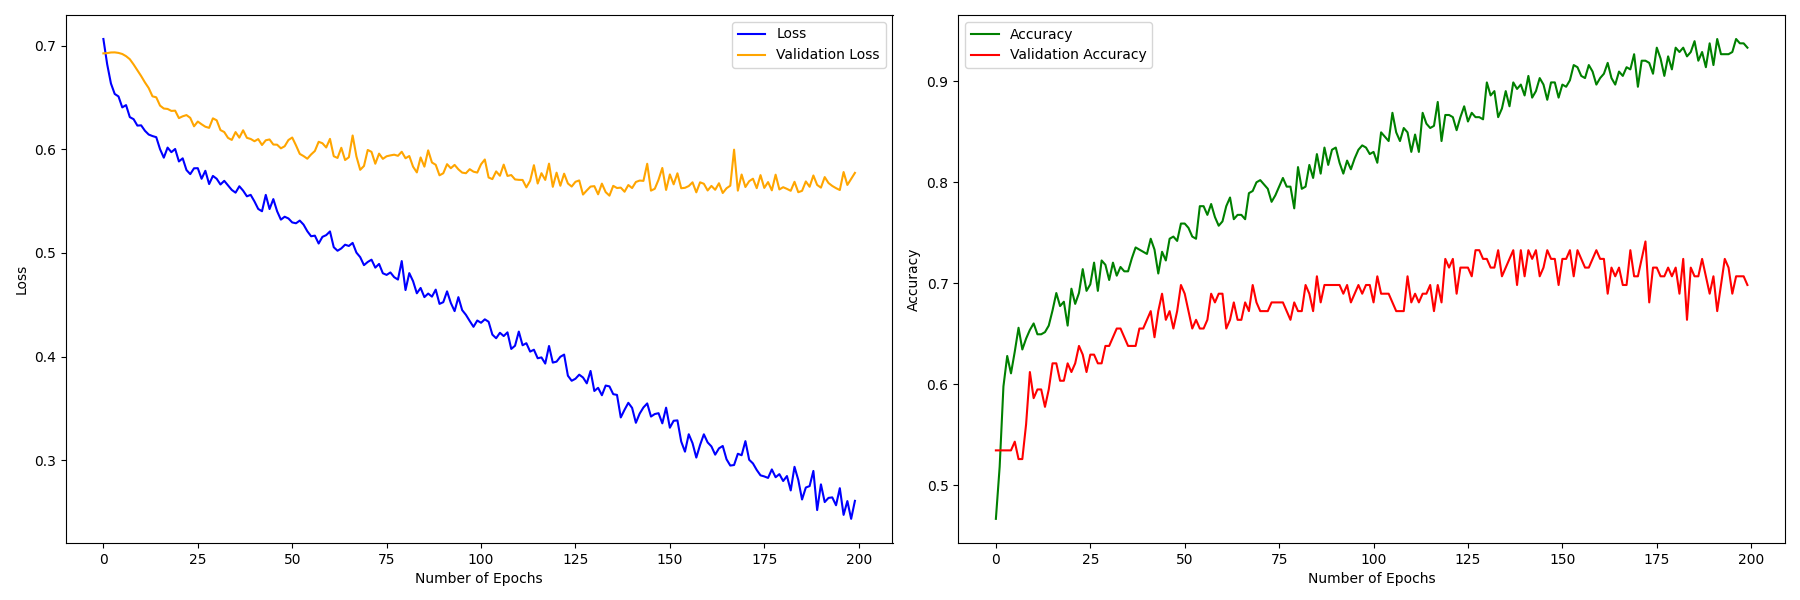 Loss
Validation Loss
0.7
0.6
0.5
0.4
0.3
Loss
0 25 50 75 100 125 150 175 200
Number of Epochs
Accuracy
Validation Accuracy
0.9
0.8
0.7
0.6
0.5
Accuracy
0 25 50 75 100 125 150 175 200
Number of Epochs